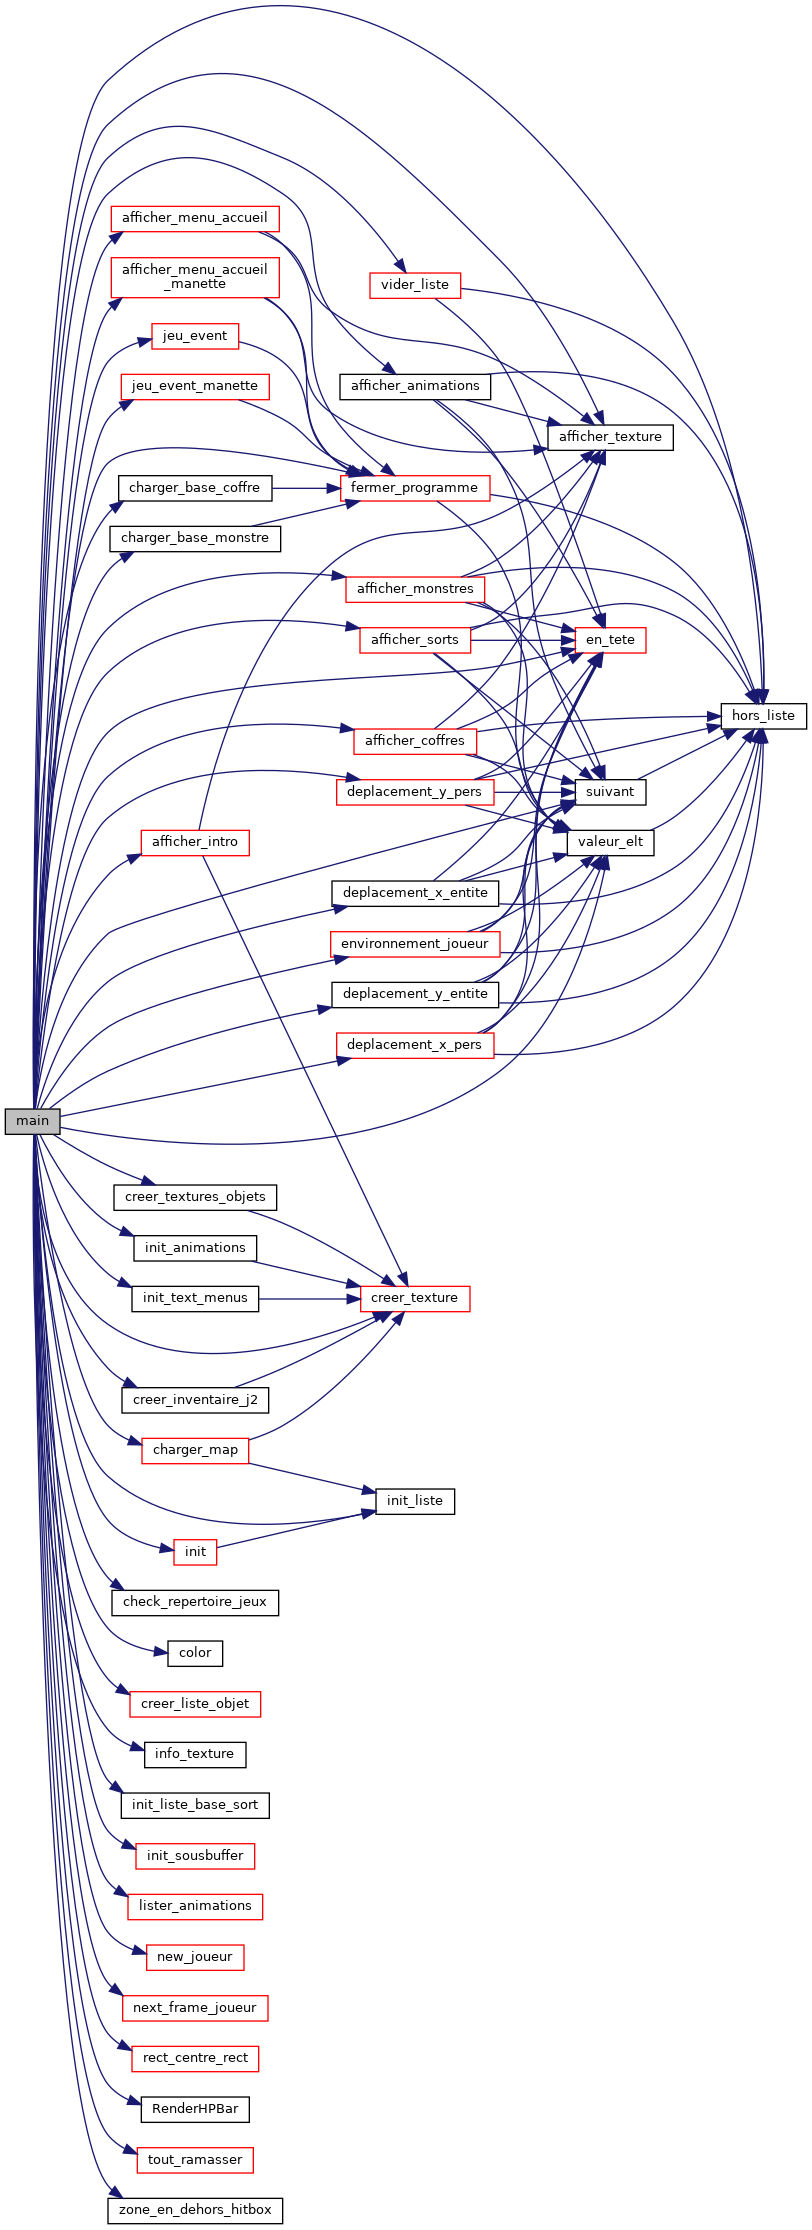 afficher_menu_accueil
afficher_menu_accueil
_manette
vider_liste
jeu_event
jeu_event_manette
afficher_animations
afficher_texture
charger_base_coffre
fermer_programme
charger_base_monstre
afficher_monstres
afficher_sorts
en_tete
hors_liste
afficher_coffres
deplacement_y_pers
suivant
afficher_intro
valeur_elt
deplacement_x_entite
environnement_joueur
deplacement_y_entite
deplacement_x_pers
main
creer_textures_objets
init_animations
init_text_menus
creer_texture
creer_inventaire_j2
charger_map
init_liste
init
check_repertoire_jeux
color
creer_liste_objet
info_texture
init_liste_base_sort
init_sousbuffer
lister_animations
new_joueur
next_frame_joueur
rect_centre_rect
RenderHPBar
tout_ramasser
zone_en_dehors_hitbox